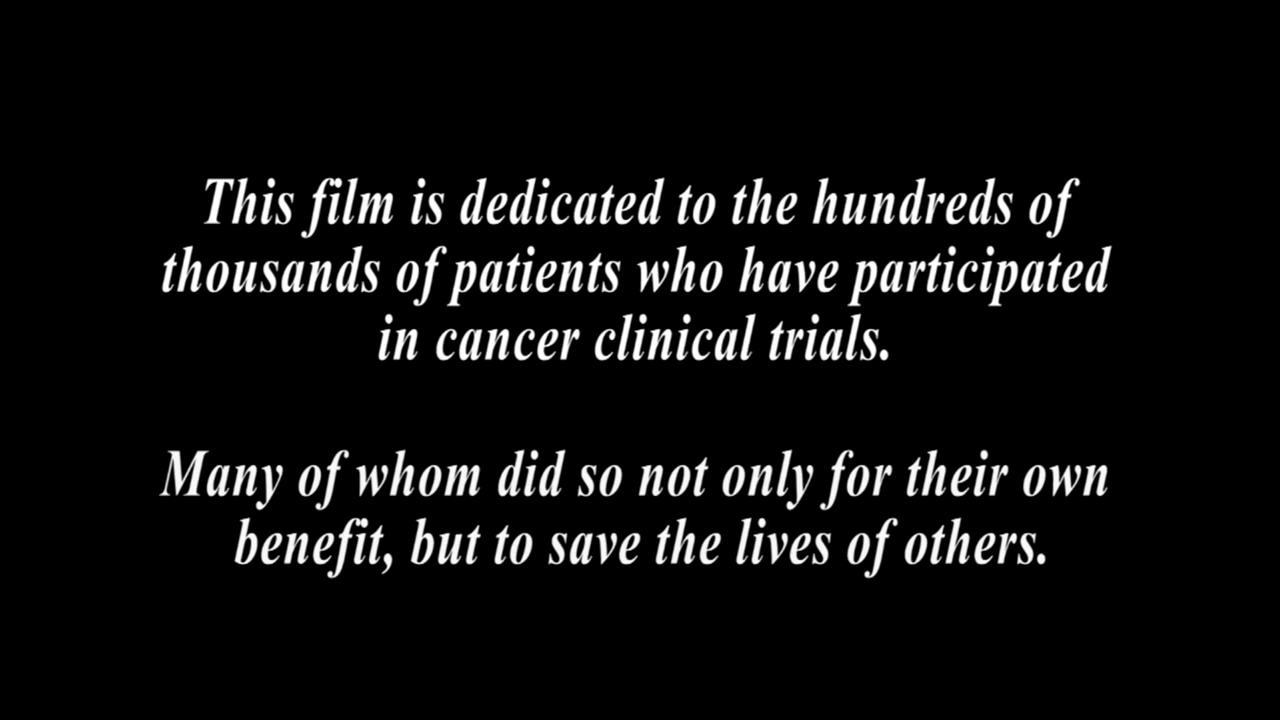 This film is dedicated to the hundreds of
thousands of patients who have participated
in cancer clinical trials.
Many of whom did so not only for their own
benefit, but to save the lives of others.